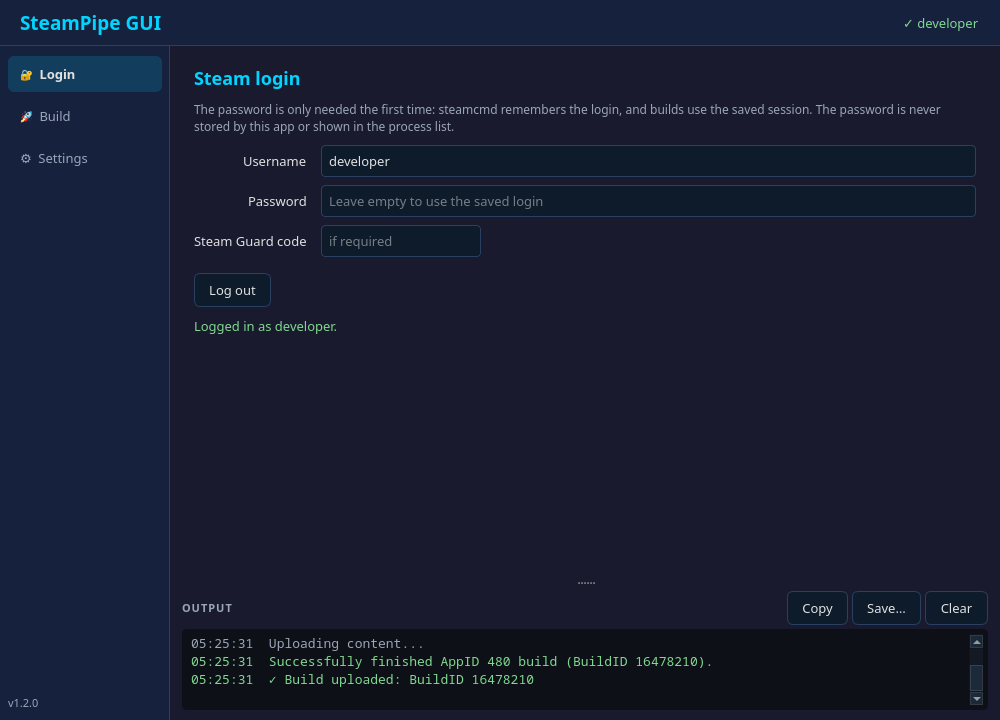 SteamPipe GUI
✓ developer
🔐 Login
🚀 Build
⚙ Settings
Steam login
The password is only needed the first time: steamcmd remembers the login, and builds use the saved session. The password is never
stored by this app or shown in the process list.
Username
developer
Password
Leave empty to use the saved login
Steam Guard code
if required
Log out
Logged in as developer.
OUTPUT
Copy
Save...
Clear
05:25:31  Uploading content...
05:25:31  Successfully finished AppID 480 build (BuildID 16478210).
05:25:31  ✓ Build uploaded: BuildID 16478210
v1.2.0